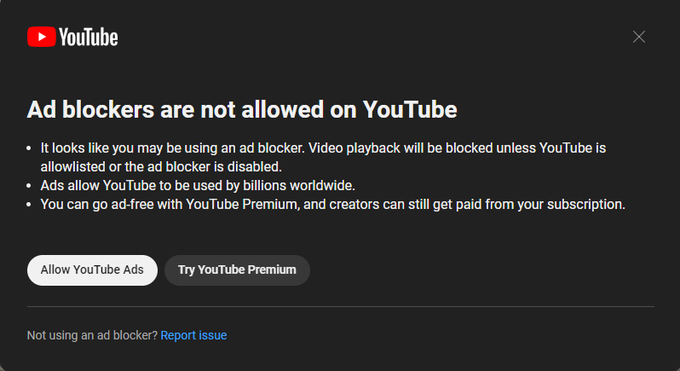 YouTube
Ad blockers are not allowed on YouTube
• It looks like you may be using an ad blocker. Video playback will be blocked unless YouTube is
allowlisted or the ad blocker is disabled.
• Ads allow YouTube to be used by billions worldwide.
• You can go ad-free with YouTube Premium, and creators can still get paid from your subscription.
Allow YouTube Ads
Try YouTube Premium
Not using an ad blocker? Report issue